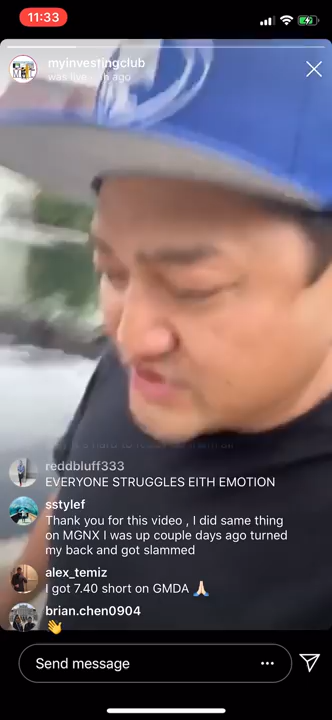 11:33
myinvestingclub
was live 1h ago
reddbluff333
EVERYONE STRUGGLES EITH EMOTION
sstylef
Thank you for this video , I did same thing
on MGNX I was up couple days ago turned
my back and got slammed
alex_temiz
I got 7.40 short on GMDA 🙏🏻
brian.chen0904
👋
Send message